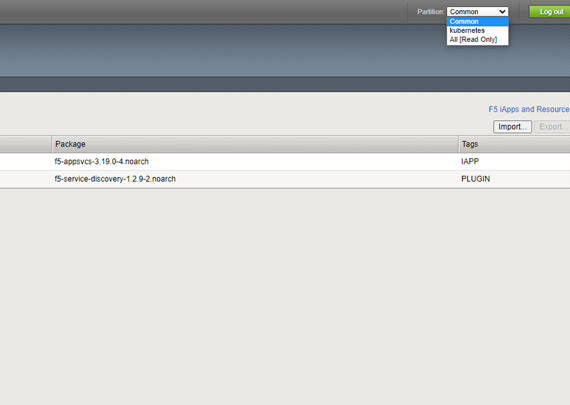 Partition: Common
Log out
Common
kubernetes
All [Read Only]
F5 iApps and Resource
Import...
Export...
Package
Tags
f5-appsvcs-3.19.0-4.noarch
IAPP
f5-service-discovery-1.2.9-2.noarch
PLUGIN